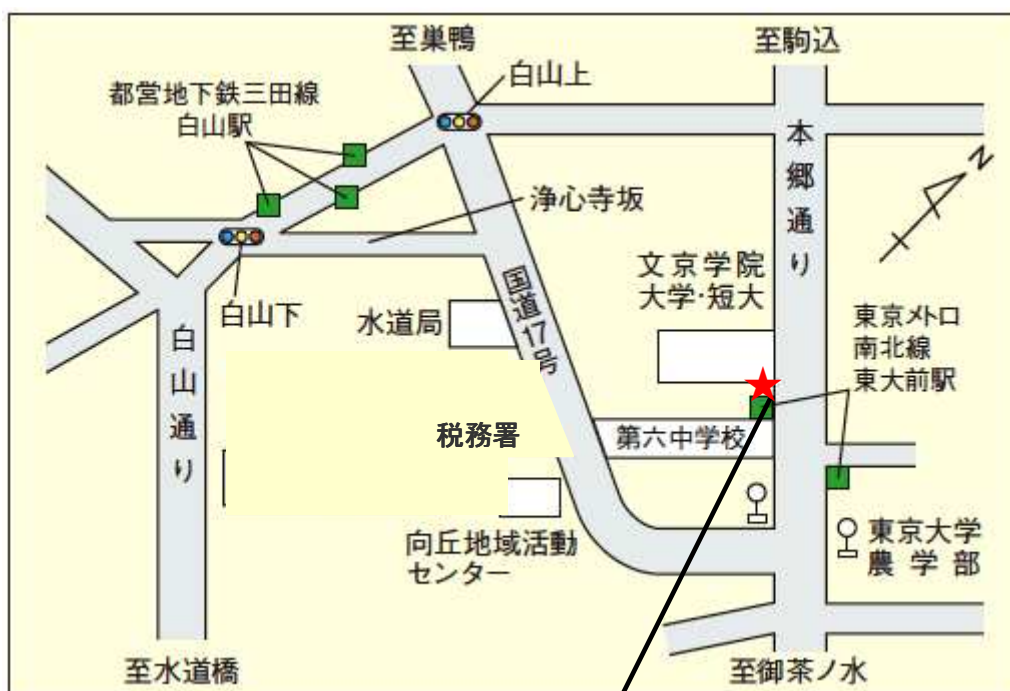 至巣鴨
至駒込
都営地下鉄三田線
白山駅
白山上
本郷通り
N
浄心寺坂
文京学院
大学・短大
国道17号
白山下
水道局
東京メトロ
南北線
東大前駅
白山通り
税務署
第六中学校
向丘地域活動
センター
東京大学
農学部
至水道橋
至御茶ノ水